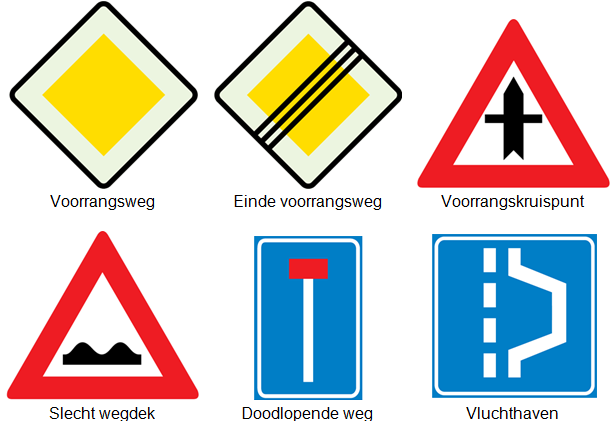 Voorrangsweg
Einde voorrangsweg
Voorrangskruispunt
Slecht wegdek
Doodlopende weg
Vluchthaven